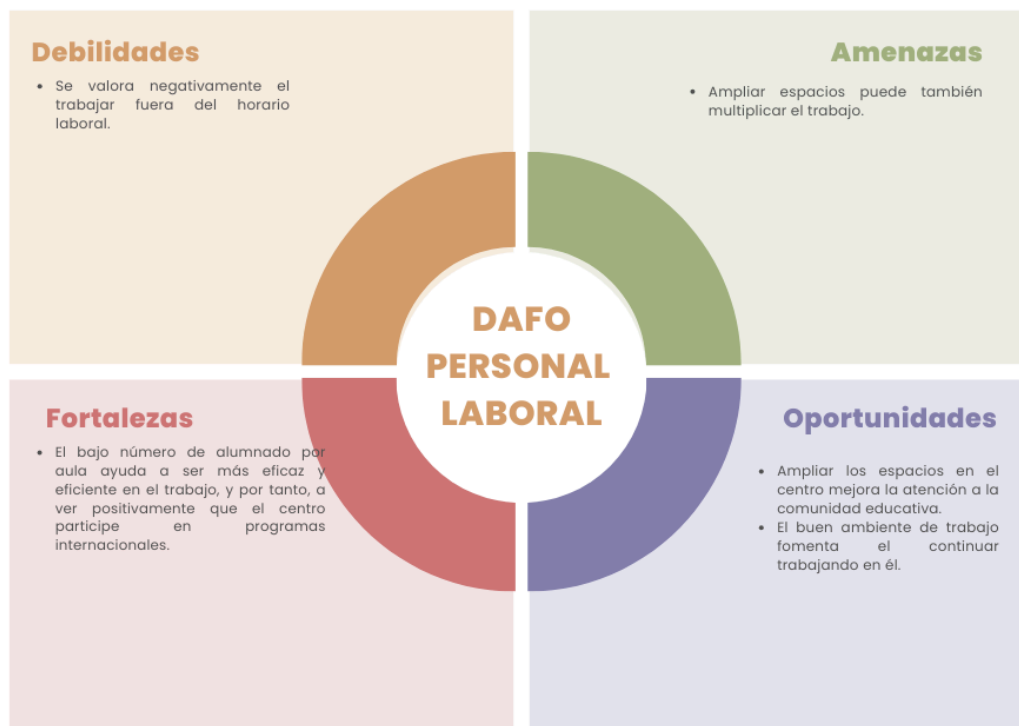 Debilidades
• Se valora negativamente el
trabajar fuera del horario
laboral.
Amenazas
• Ampliar espacios puede también
multiplicar el trabajo.
DAFO
PERSONAL
LABORAL
Fortalezas
• El bajo número de alumnado por
aula ayuda a ser más eficaz y
eficiente en el trabajo, y por tanto, a
ver positivamente que el centro
participe en programas
internacionales.
Oportunidades
• Ampliar los espacios en el
centro mejora la atención a la
comunidad educativa.
• El buen ambiente de trabajo
fomenta el continuar
trabajando en él.